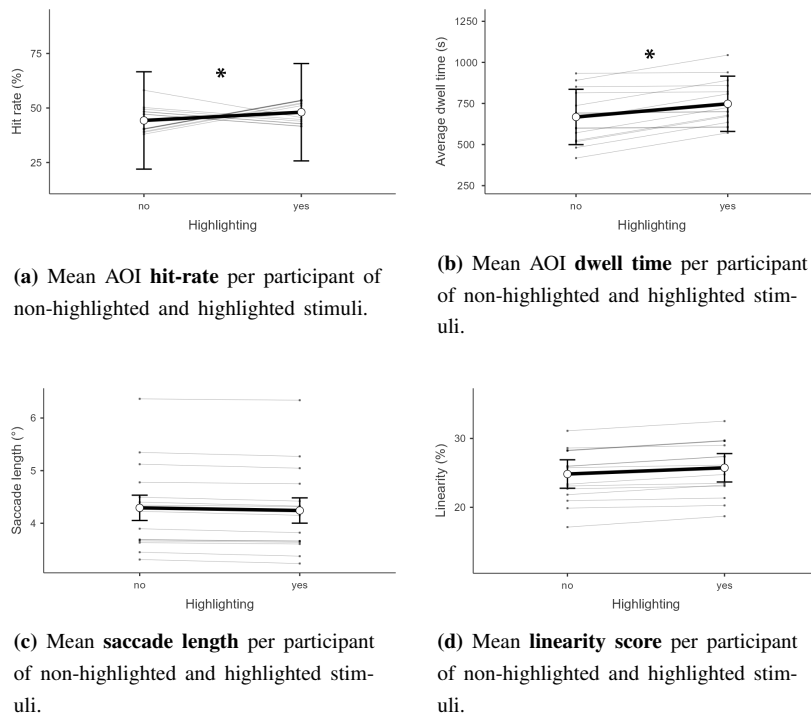 75
50
25
Hit rate (%)
*
no
yes
Highlighting
(a) Mean AOI hit-rate per participant of
non-highlighted and highlighted stimuli.
1250
1000
750
500
250
Average dwell time (s)
*
no
yes
Highlighting
(b) Mean AOI dwell time per participant
of non-highlighted and highlighted stim-
uli.
6
5
4
Saccade length (°)
no
yes
Highlighting
(c) Mean saccade length per participant
of non-highlighted and highlighted stim-
uli.
30
20
Linearity (%)
no
yes
Highlighting
(d) Mean linearity score per participant
of non-highlighted and highlighted stim-
uli.